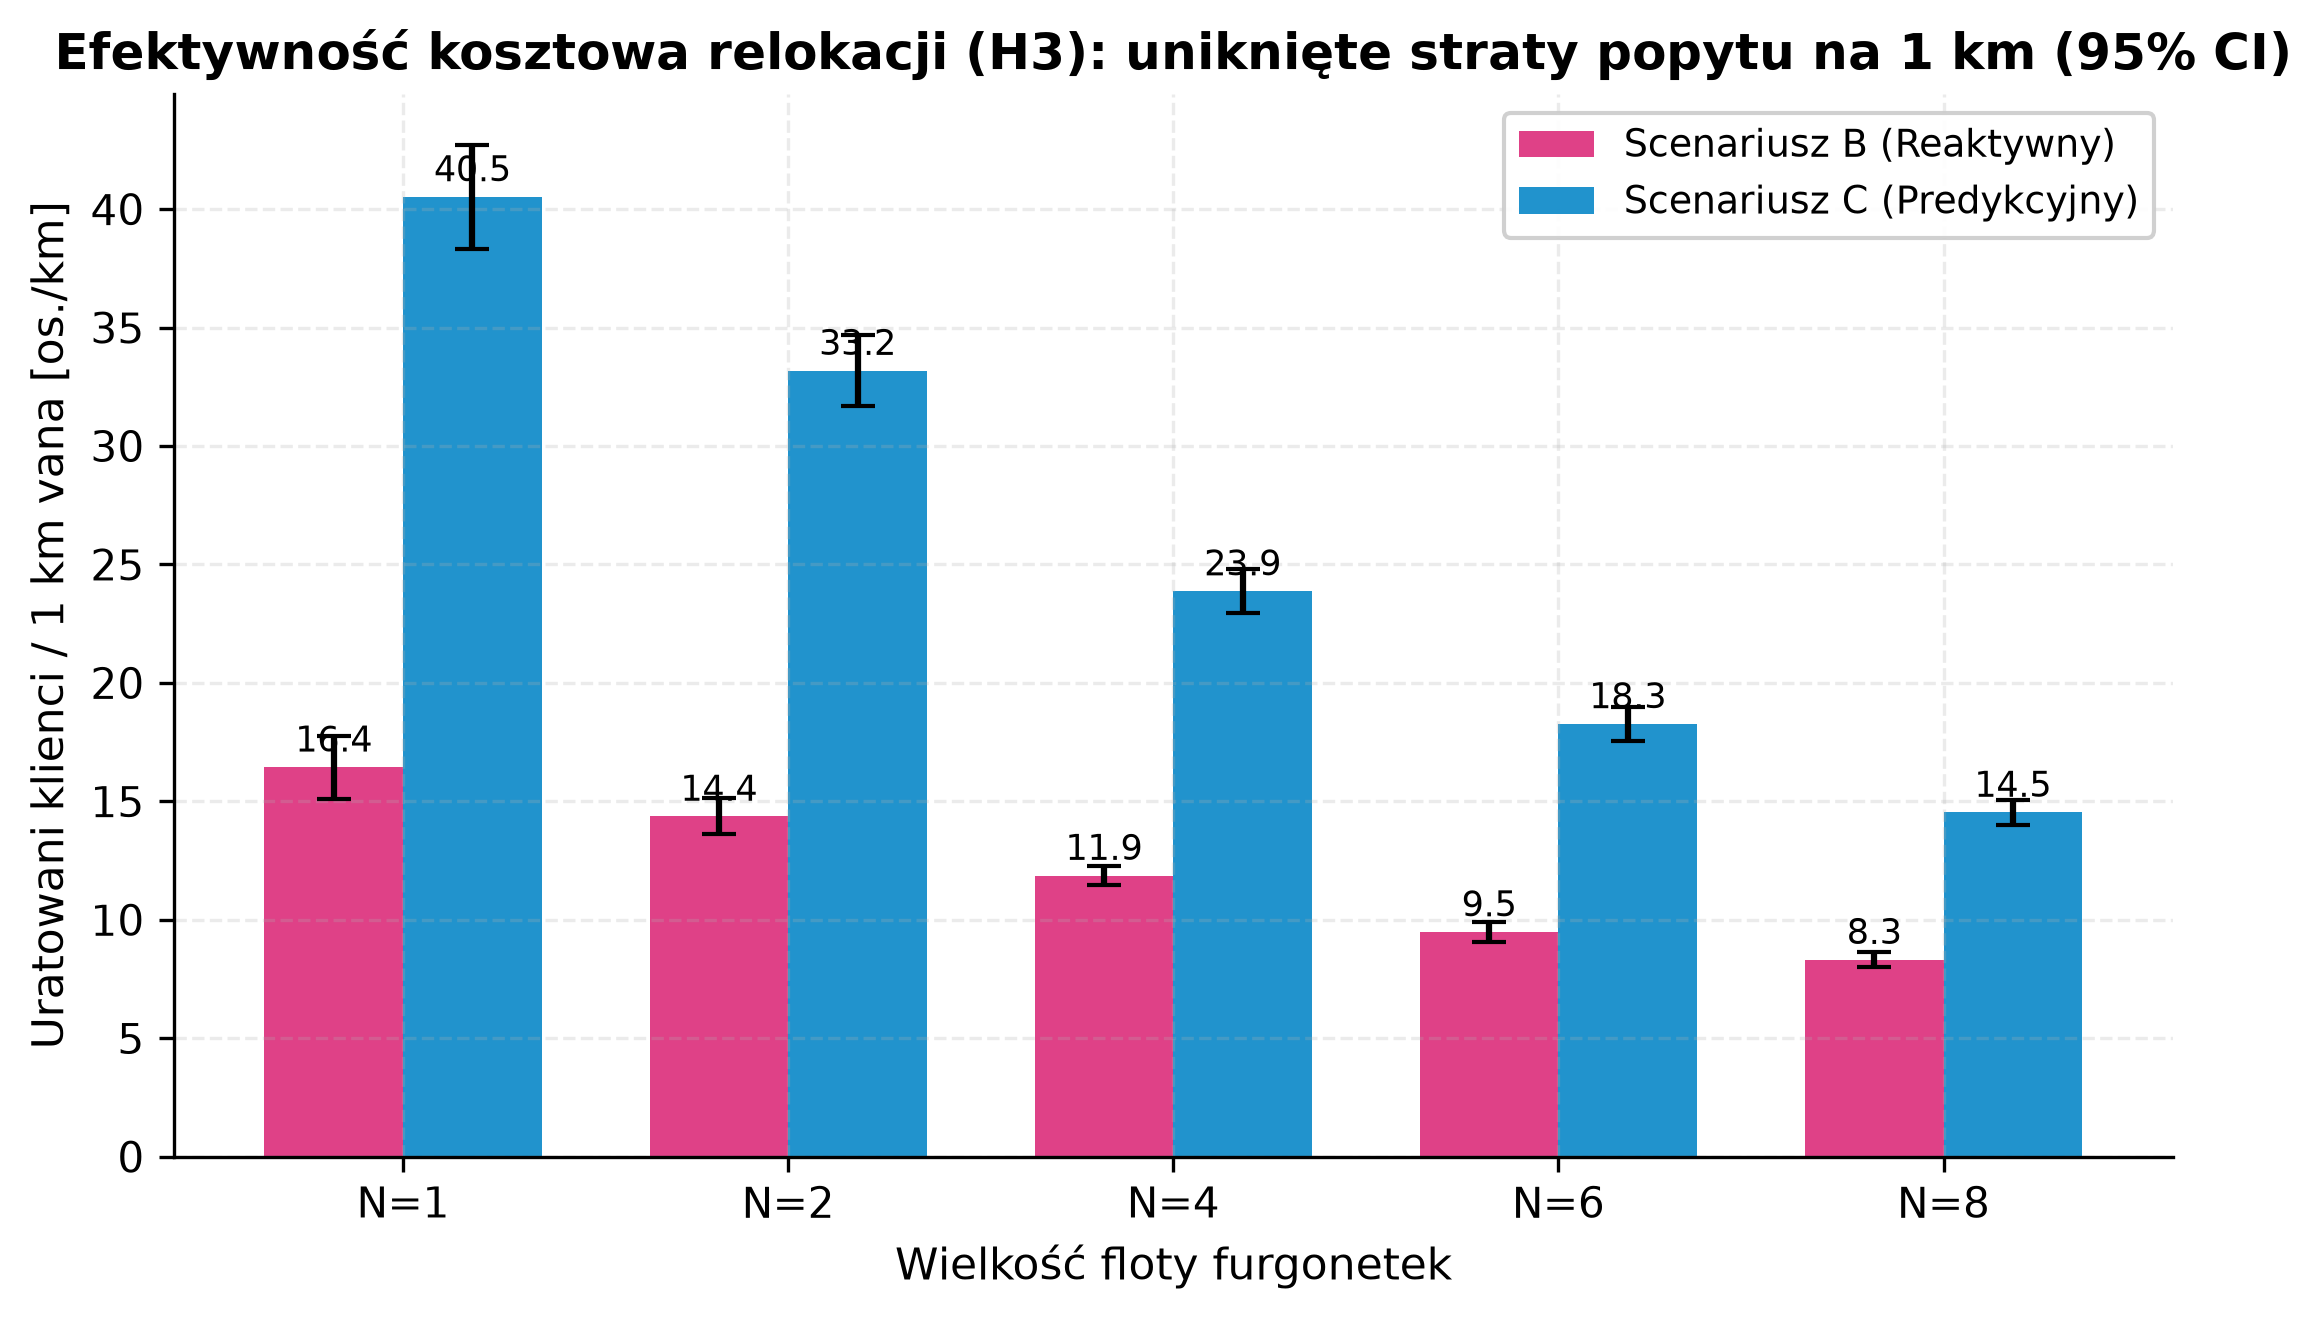 Efektywność kosztowa relokacji (H3): uniknięte straty popytu na 1 km (95% CI)
Scenariusz B (Reaktywny)
Scenariusz C (Predykcyjny)
Uratowani klienci / 1 km vana [os./km]
40
35
30
25
20
15
10
5
0
16.4
40.5
14.4
33.2
11.9
23.9
9.5
18.3
8.3
14.5
N=1
N=2
N=4
N=6
N=8
Wielkość floty furgonetek